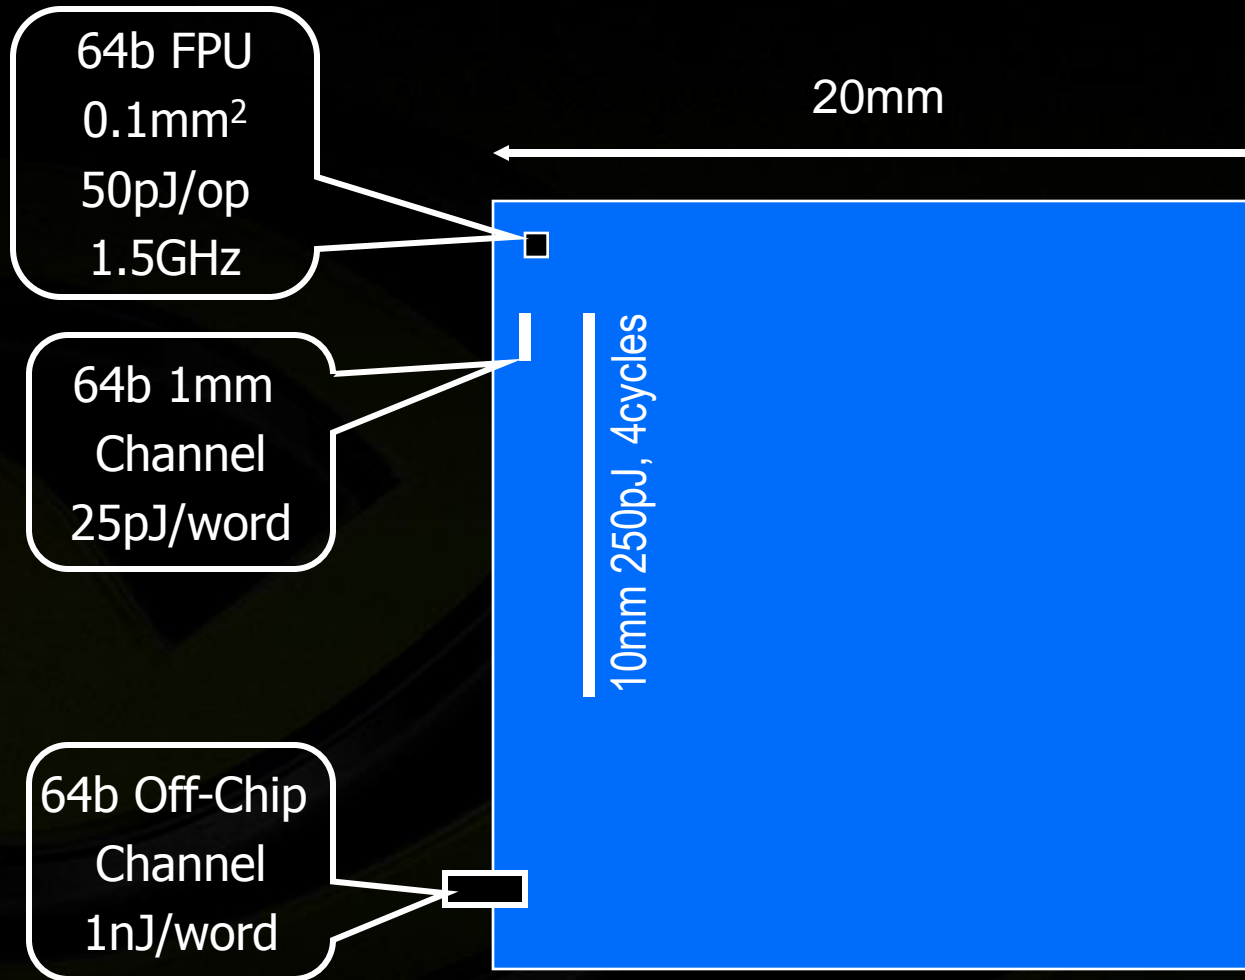 64b FPU
0.1mm²
50pJ/op
1.5GHz
20mm
64b 1mm
Channel
25pJ/word
10mm 250pJ, 4cycles
64b Off-Chip
Channel
1nJ/word